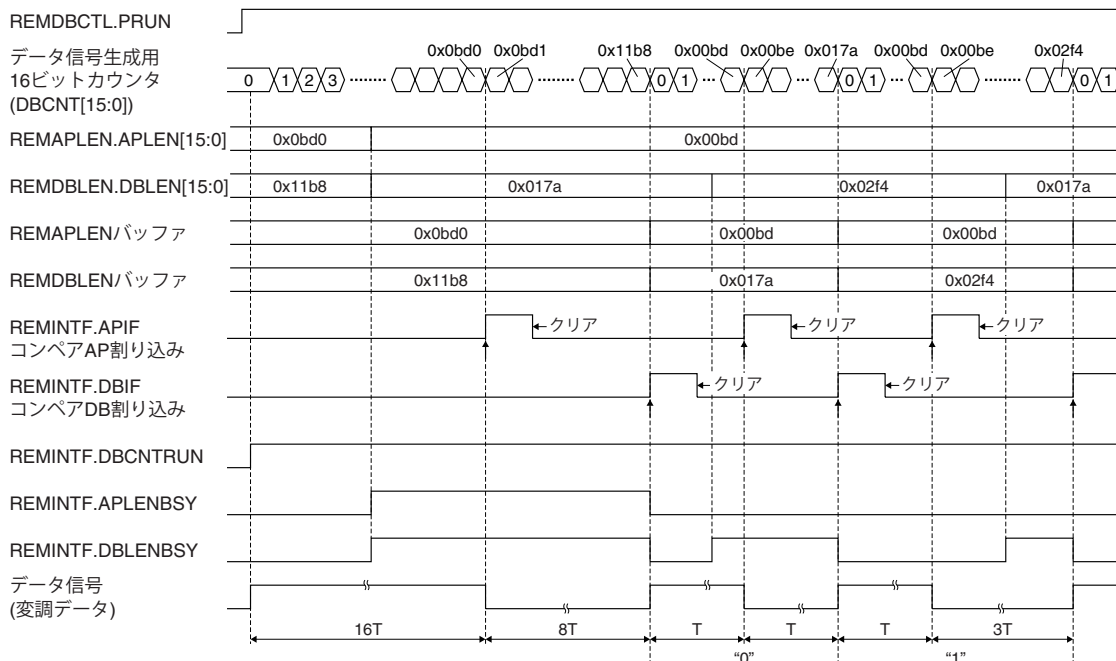 REMDBCTL.PRUN
データ信号生成用
16ビットカウンタ
(DBCNT[15:0])
0x0bd0 0x0bd1 0x11b8 0x00bd 0x00be 0x017a 0x00bd 0x00be 0x02f4
0 1 2 3 ········ ········ 0 1 ··· ··· 0 1 ··· ········ 0 1
REMAPLEN.APLEN[15:0] 0x0bd0 0x00bd
REMDBLEN.DBLEN[15:0] 0x11b8 0x017a 0x02f4 0x017a
REMAPLENバッファ 0x0bd0 0x00bd 0x00bd
REMDBLENバッファ 0x11b8 0x017a 0x02f4
REMINTF.APIF
コンペアAP割り込み
クリア クリア クリア
REMINTF.DBIF
コンペアDB割り込み
クリア クリア
REMINTF.DBCNTRUN
REMINTF.APLENBSY
REMINTF.DBLENBSY
データ信号
(変調データ)
16T 8T T T T 3T
“0” “1”